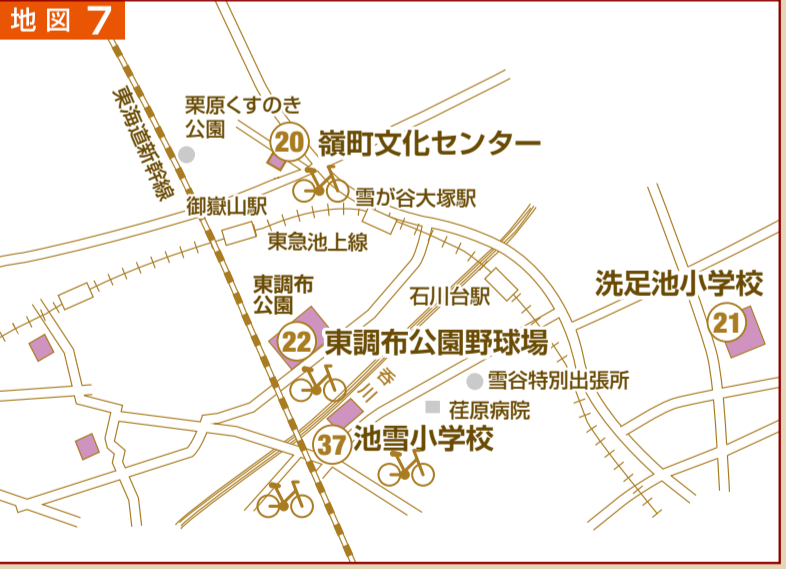 地図 7
東海道新幹線
栗原くすのき
公園
20 嶺町文化センター
御嶽山駅
雪が谷大塚駅
東急池上線
東調布
公園
石川台駅
洗足池小学校
21
22 東調布公園野球場
呑川
雪谷特別出張所
荏原病院
37 池雪小学校